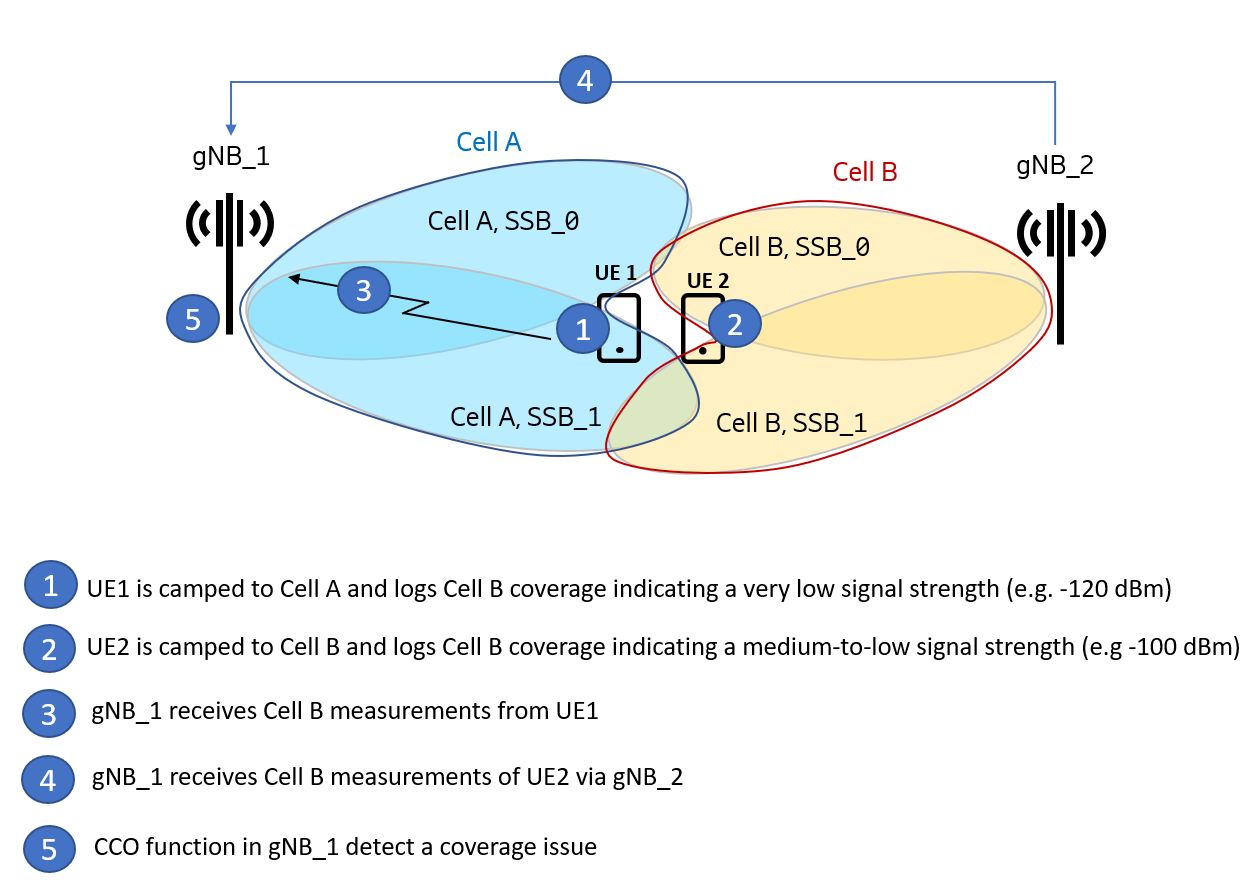 4
Cell A
gNB_1
gNB_2
Cell B
Cell A, SSB_0
Cell B, SSB_0
UE 1
UE 2
3
5
1
2
Cell A, SSB_1
Cell B, SSB_1
1 UE1 is camped to Cell A and logs Cell B coverage indicating a very low signal strength (e.g. -120 dBm)
2 UE2 is camped to Cell B and logs Cell B coverage indicating a medium-to-low signal strength (e.g -100 dBm)
3 gNB_1 receives Cell B measurements from UE1
4 gNB_1 receives Cell B measurements of UE2 via gNB_2
5 CCO function in gNB_1 detect a coverage issue